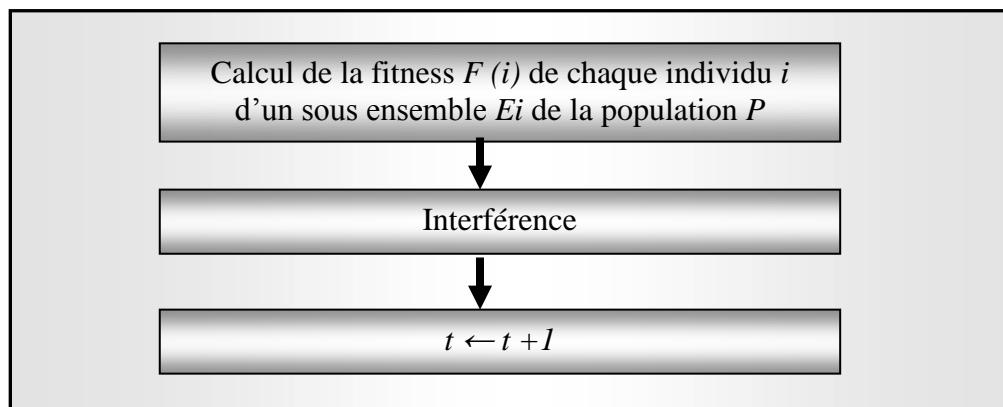 Calcul de la fitness F (i) de chaque individu i
d’un sous ensemble Ei de la population P
Interférence
t ← t +1